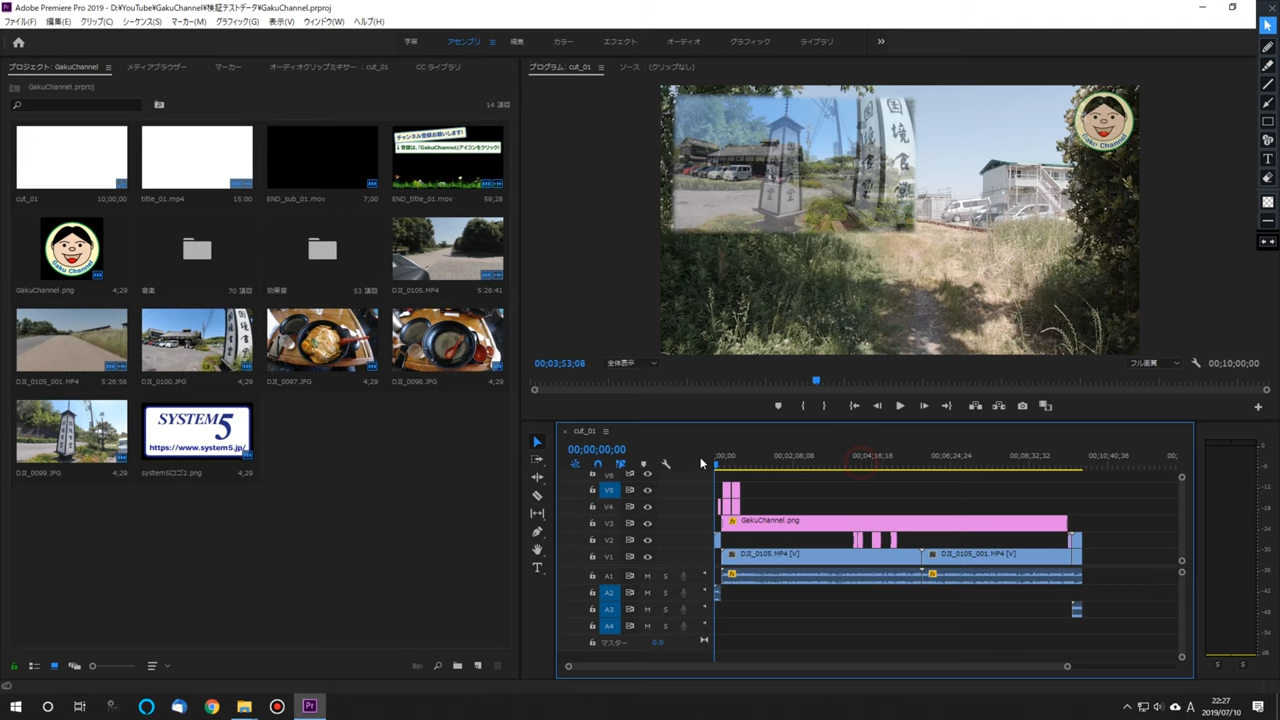 Adobe Premiere Pro 2019 - D:¥YouTube¥GakuChannel¥検証テストデータ¥GakuChannel.prproj
ファイル(F) 編集(E) クリップ(C) シーケンス(S) マーカー(M) グラフィック(G) 表示(V) ウィンドウ(W) ヘルプ(H)
学習 アセンブリ 編集 カラー エフェクト オーディオ グラフィック ライブラリ
プロジェクト: GakuChannel メディアブラウザー マーカー オーディオクリップミキサー : cut_01 CC ライブラリ
プログラム: cut_01 ソース : (クリップなし)
GakuChannel.prproj
14 項目
国境食堂
Gaku Channel
チャンネル登録お願いします!
↓登録は、「GakuChannel」アイコンをクリック!
cut_01 10;00;00
title_01.mp4 15:00
END_sub_01.mov 7;00
END_title_01.mov 59;28
Gaku Channel
GakuChannel.png 4;29
音楽 70 項目
効果音 53 項目
DJI_0105.MP4 5:26:41
国境食堂
DJI_0105_001.MP4 5:26:56
DJI_0100.JPG 4;29
DJI_0097.JPG 4;29
DJI_0098.JPG 4;29
SYSTEM5
https://www.system5.jp/
DJI_0099.JPG 4;29
system5ロゴ2.png 4;29
00;03;53;08 全体表示 フル画質 00;10;00;00
cut_01
00;00;00;00
;00;00 00;02;08;08 00;04;16;16 00;06;24;24 00;08;32;32 00;10;40;36 00;
V6
V5
V4
V3 GakuChannel.png
V2
V1 DJI_0105.MP4 [V] DJI_0105_001.MP4 [V]
A1 M S
A2 M S
A3 M S
A4 M S
マスター 0.0
S S
22:27
2019/07/10